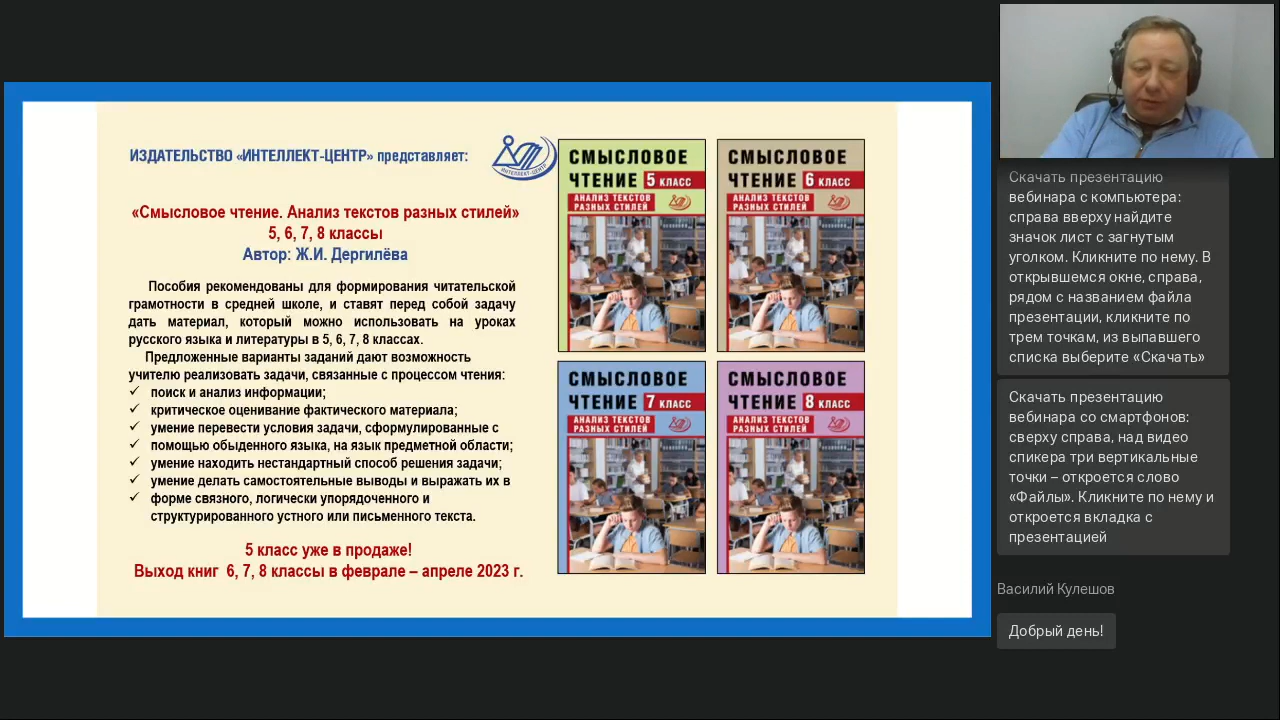 ИЗДАТЕЛЬСТВО «ИНТЕЛЛЕКТ-ЦЕНТР» представляет:
ИНТЕЛЛЕКТ-ЦЕНТР
«Смысловое чтение. Анализ текстов разных стилей»
5, 6, 7, 8 классы
Автор: Ж.И. Дергилёва
Пособия рекомендованы для формирования читательской
грамотности в средней школе, и ставят перед собой задачу
дать материал, который можно использовать на уроках
русского языка и литературы в 5, 6, 7, 8 классах.
Предложенные варианты заданий дают возможность
учителю реализовать задачи, связанные с процессом чтения:
✓ поиск и анализ информации;
✓ критическое оценивание фактического материала;
✓ умение перевести условия задачи, сформулированные с
✓ помощью обыденного языка, на язык предметной области;
✓ умение находить нестандартный способ решения задачи;
✓ умение делать самостоятельные выводы и выражать их в
✓ форме связного, логически упорядоченного и
структурированного устного или письменного текста.
5 класс уже в продаже!
Выход книг 6, 7, 8 классы в феврале – апреле 2023 г.
СМЫСЛОВОЕ
ЧТЕНИЕ 5 КЛАСС
АНАЛИЗ ТЕКСТОВ
РАЗНЫХ СТИЛЕЙ
СМЫСЛОВОЕ
ЧТЕНИЕ 6 КЛАСС
АНАЛИЗ ТЕКСТОВ
РАЗНЫХ СТИЛЕЙ
СМЫСЛОВОЕ
ЧТЕНИЕ 7 КЛАСС
АНАЛИЗ ТЕКСТОВ
РАЗНЫХ СТИЛЕЙ
СМЫСЛОВОЕ
ЧТЕНИЕ 8 КЛАСС
АНАЛИЗ ТЕКСТОВ
РАЗНЫХ СТИЛЕЙ
Скачать презентацию
вебинара с компьютера:
справа вверху найдите
значок лист с загнутым
уголком. Кликните по нему. В
открывшемся окне, справа,
рядом с названием файла
презентации, кликните по
трем точкам, из выпавшего
списка выберите «Скачать»
Скачать презентацию
вебинара со смартфонов:
сверху справа, над видео
спикера три вертикальные
точки – откроется слово
«Файлы». Кликните по нему и
откроется вкладка с
презентацией
Василий Кулешов
Добрый день!